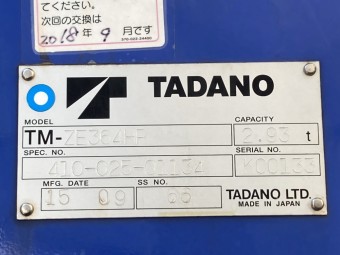 てください。
次回の交換は
2018年 9 月です
TADANO
MODEL
CAPACITY
TM-ZE364HF
2.93 t
SPEC. NO.
SERIAL NO.
MFG. DATE
SS NO.
15 09
66
TADANO LTD.
MADE IN JAPAN